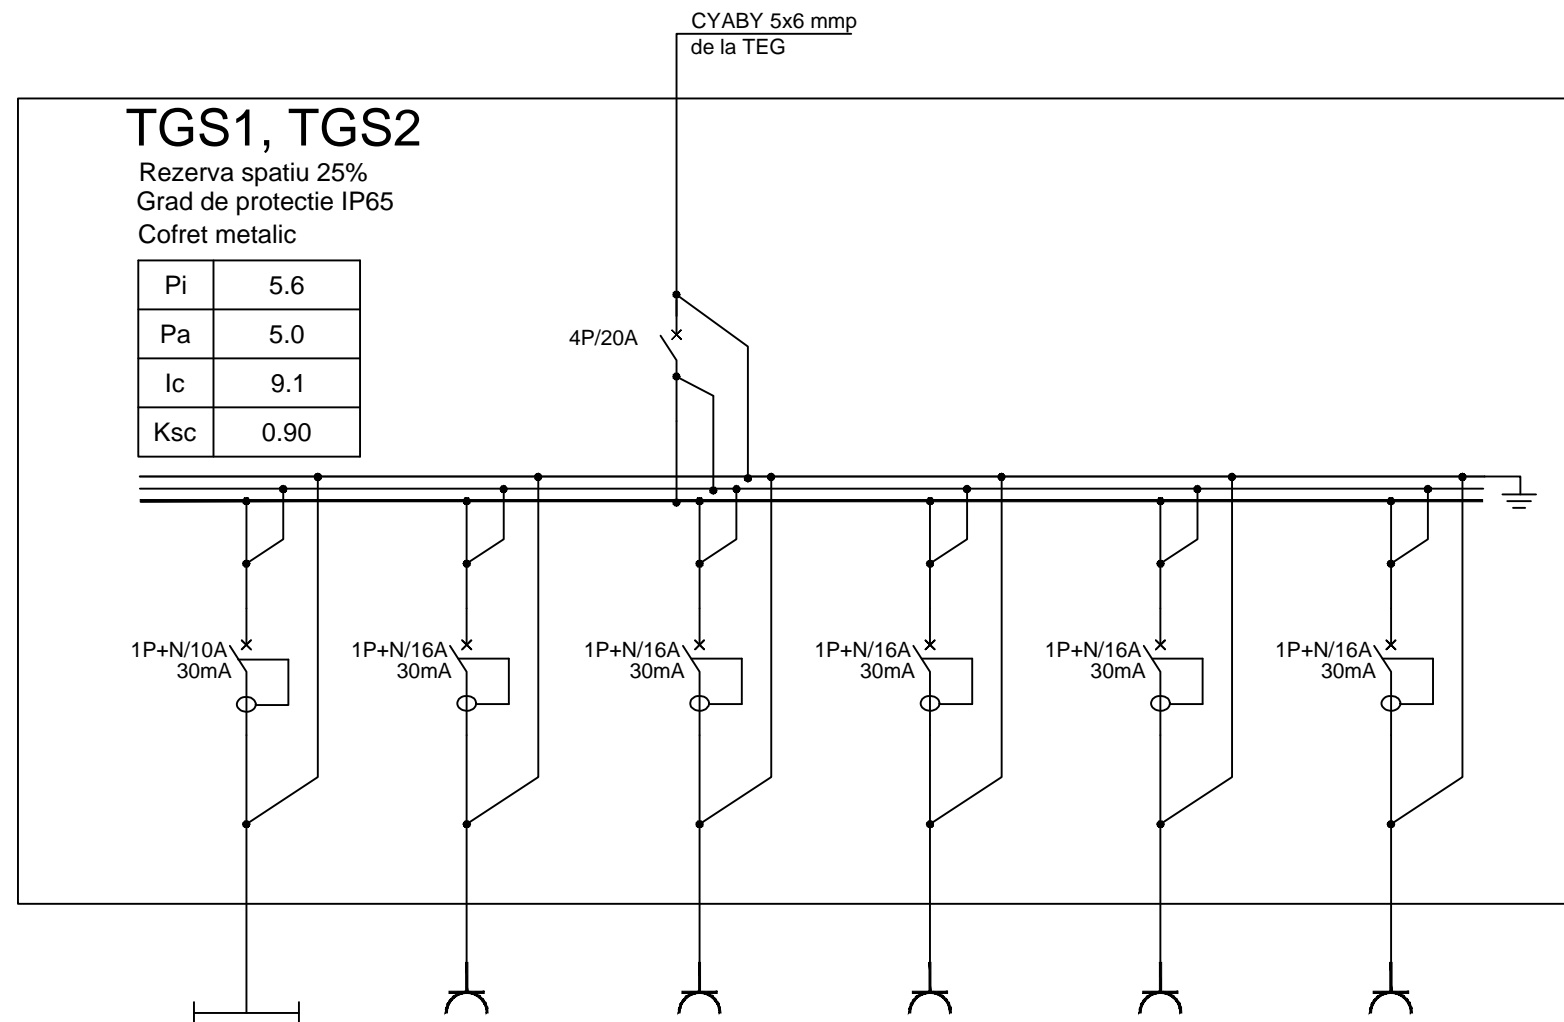 CYABY 5x6 mmp
de la TEG
TGS1, TGS2
Rezerva spatiu 25%
Grad de protectie IP65
Cofret metalic
Pi 5.6
Pa 5.0
Ic 9.1
Ksc 0.90
4P/20A
1P+N/10A
30mA
1P+N/16A
30mA
1P+N/16A
30mA
1P+N/16A
30mA
1P+N/16A
30mA
1P+N/16A
30mA